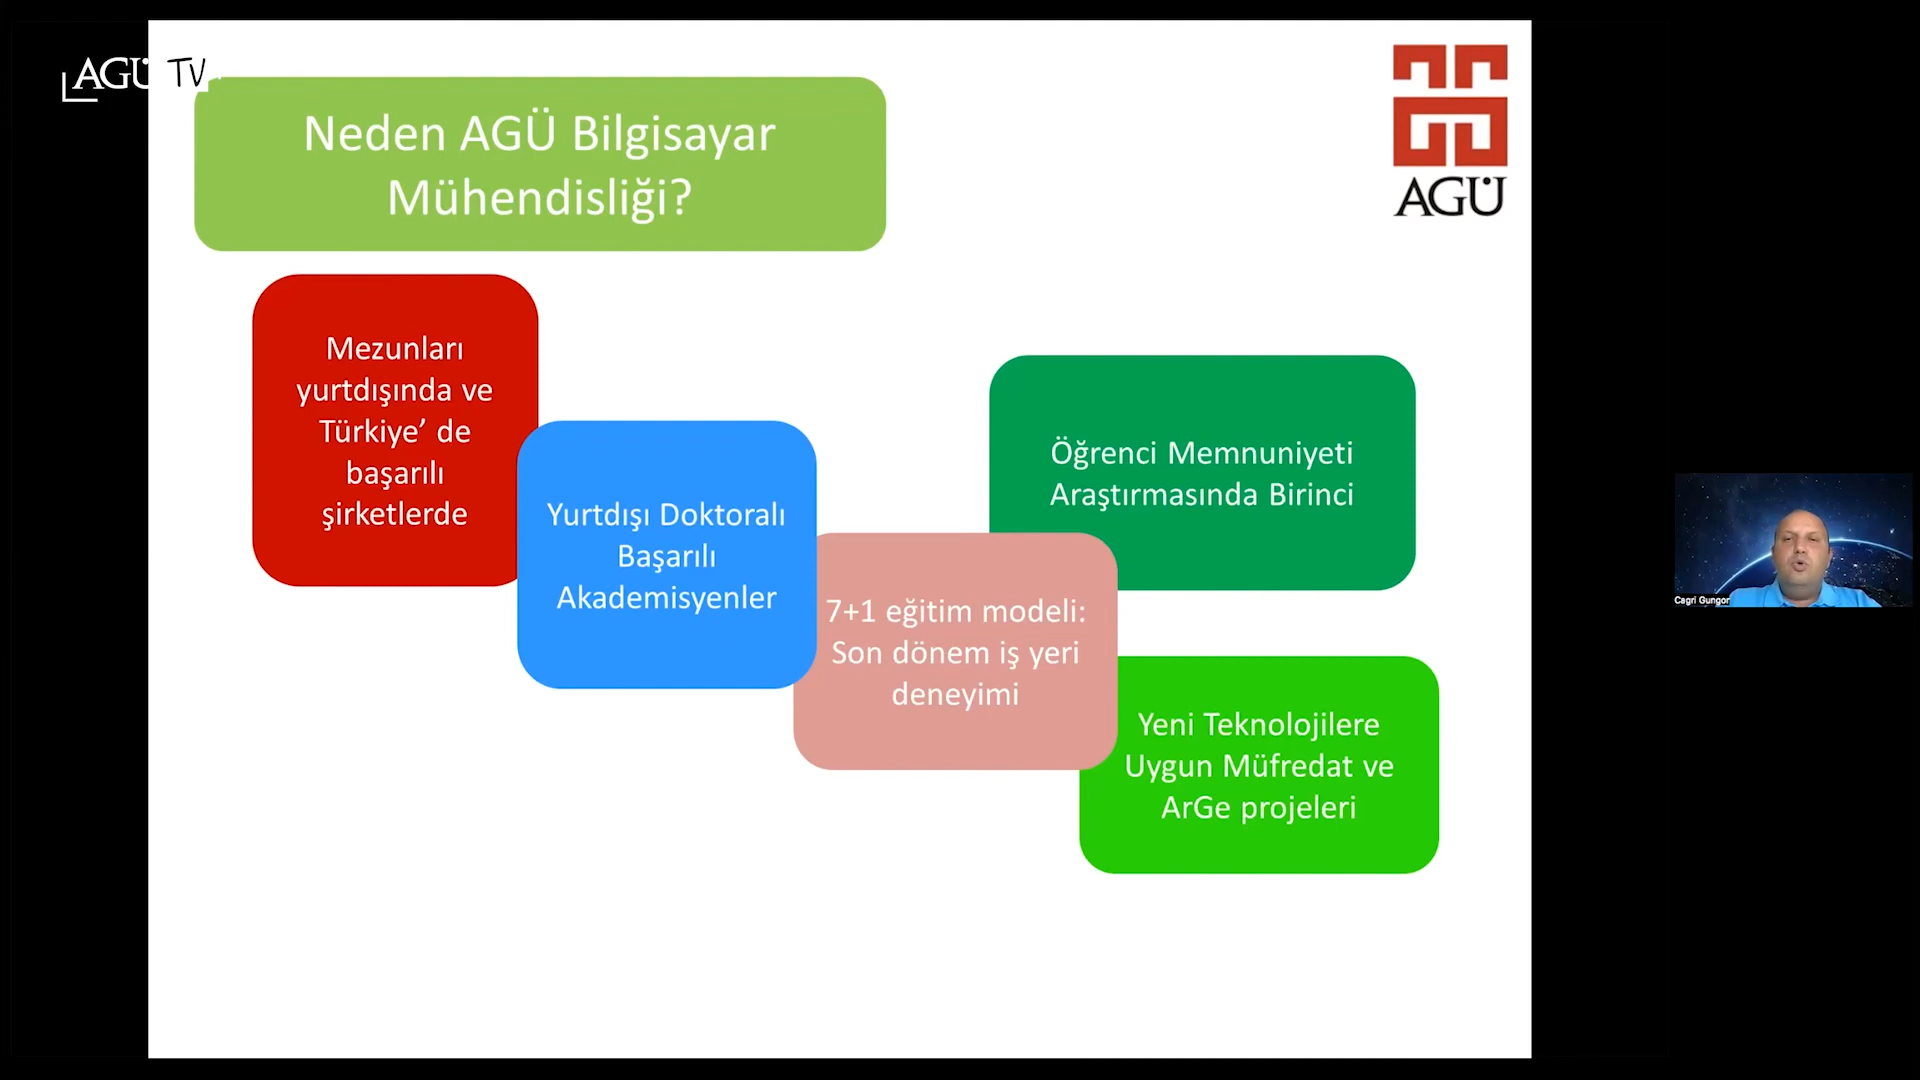 AGÜ TV
Neden AGÜ Bilgisayar
Mühendisliği?
AGÜ
Mezunları
yurtdışında ve
Türkiye’ de
başarılı
şirketlerde
Yurtdışı Doktoralı
Başarılı
Akademisyenler
7+1 eğitim modeli:
Son dönem iş yeri
deneyimi
Öğrenci Memnuniyeti
Araştırmasında Birinci
Yeni Teknolojilere
Uygun Müfredat ve
ArGe projeleri
Cagri Gungor